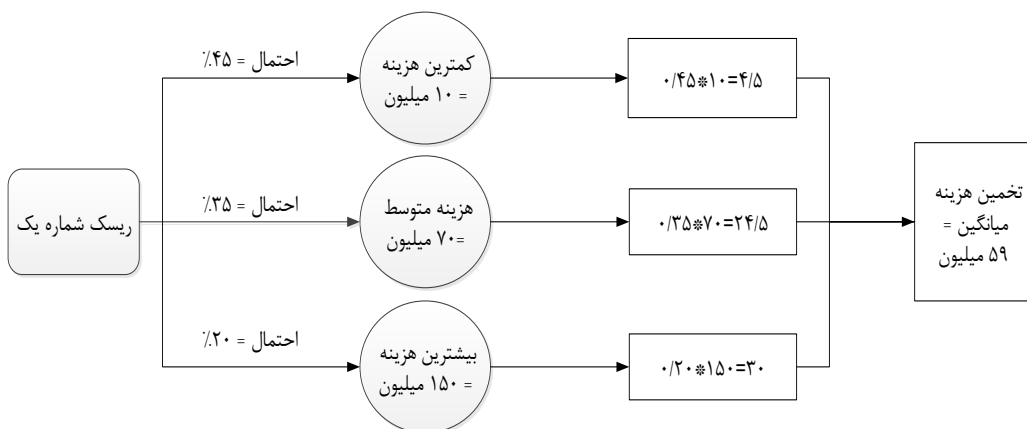 ریسک شماره یک
احتمال = ۴۵٪
کمترین هزینه
= ۱۰ میلیون
۰/۴۵*۱۰=۴/۵
احتمال = ۳۵٪
هزینه متوسط
=۷۰ میلیون
۰/۳۵*۷۰=۲۴/۵
احتمال = ۲۰٪
بیشترین هزینه
= ۱۵۰ میلیون
۰/۲۰*۱۵۰=۳۰
تخمین هزینه
میانگین =
۵۹ میلیون